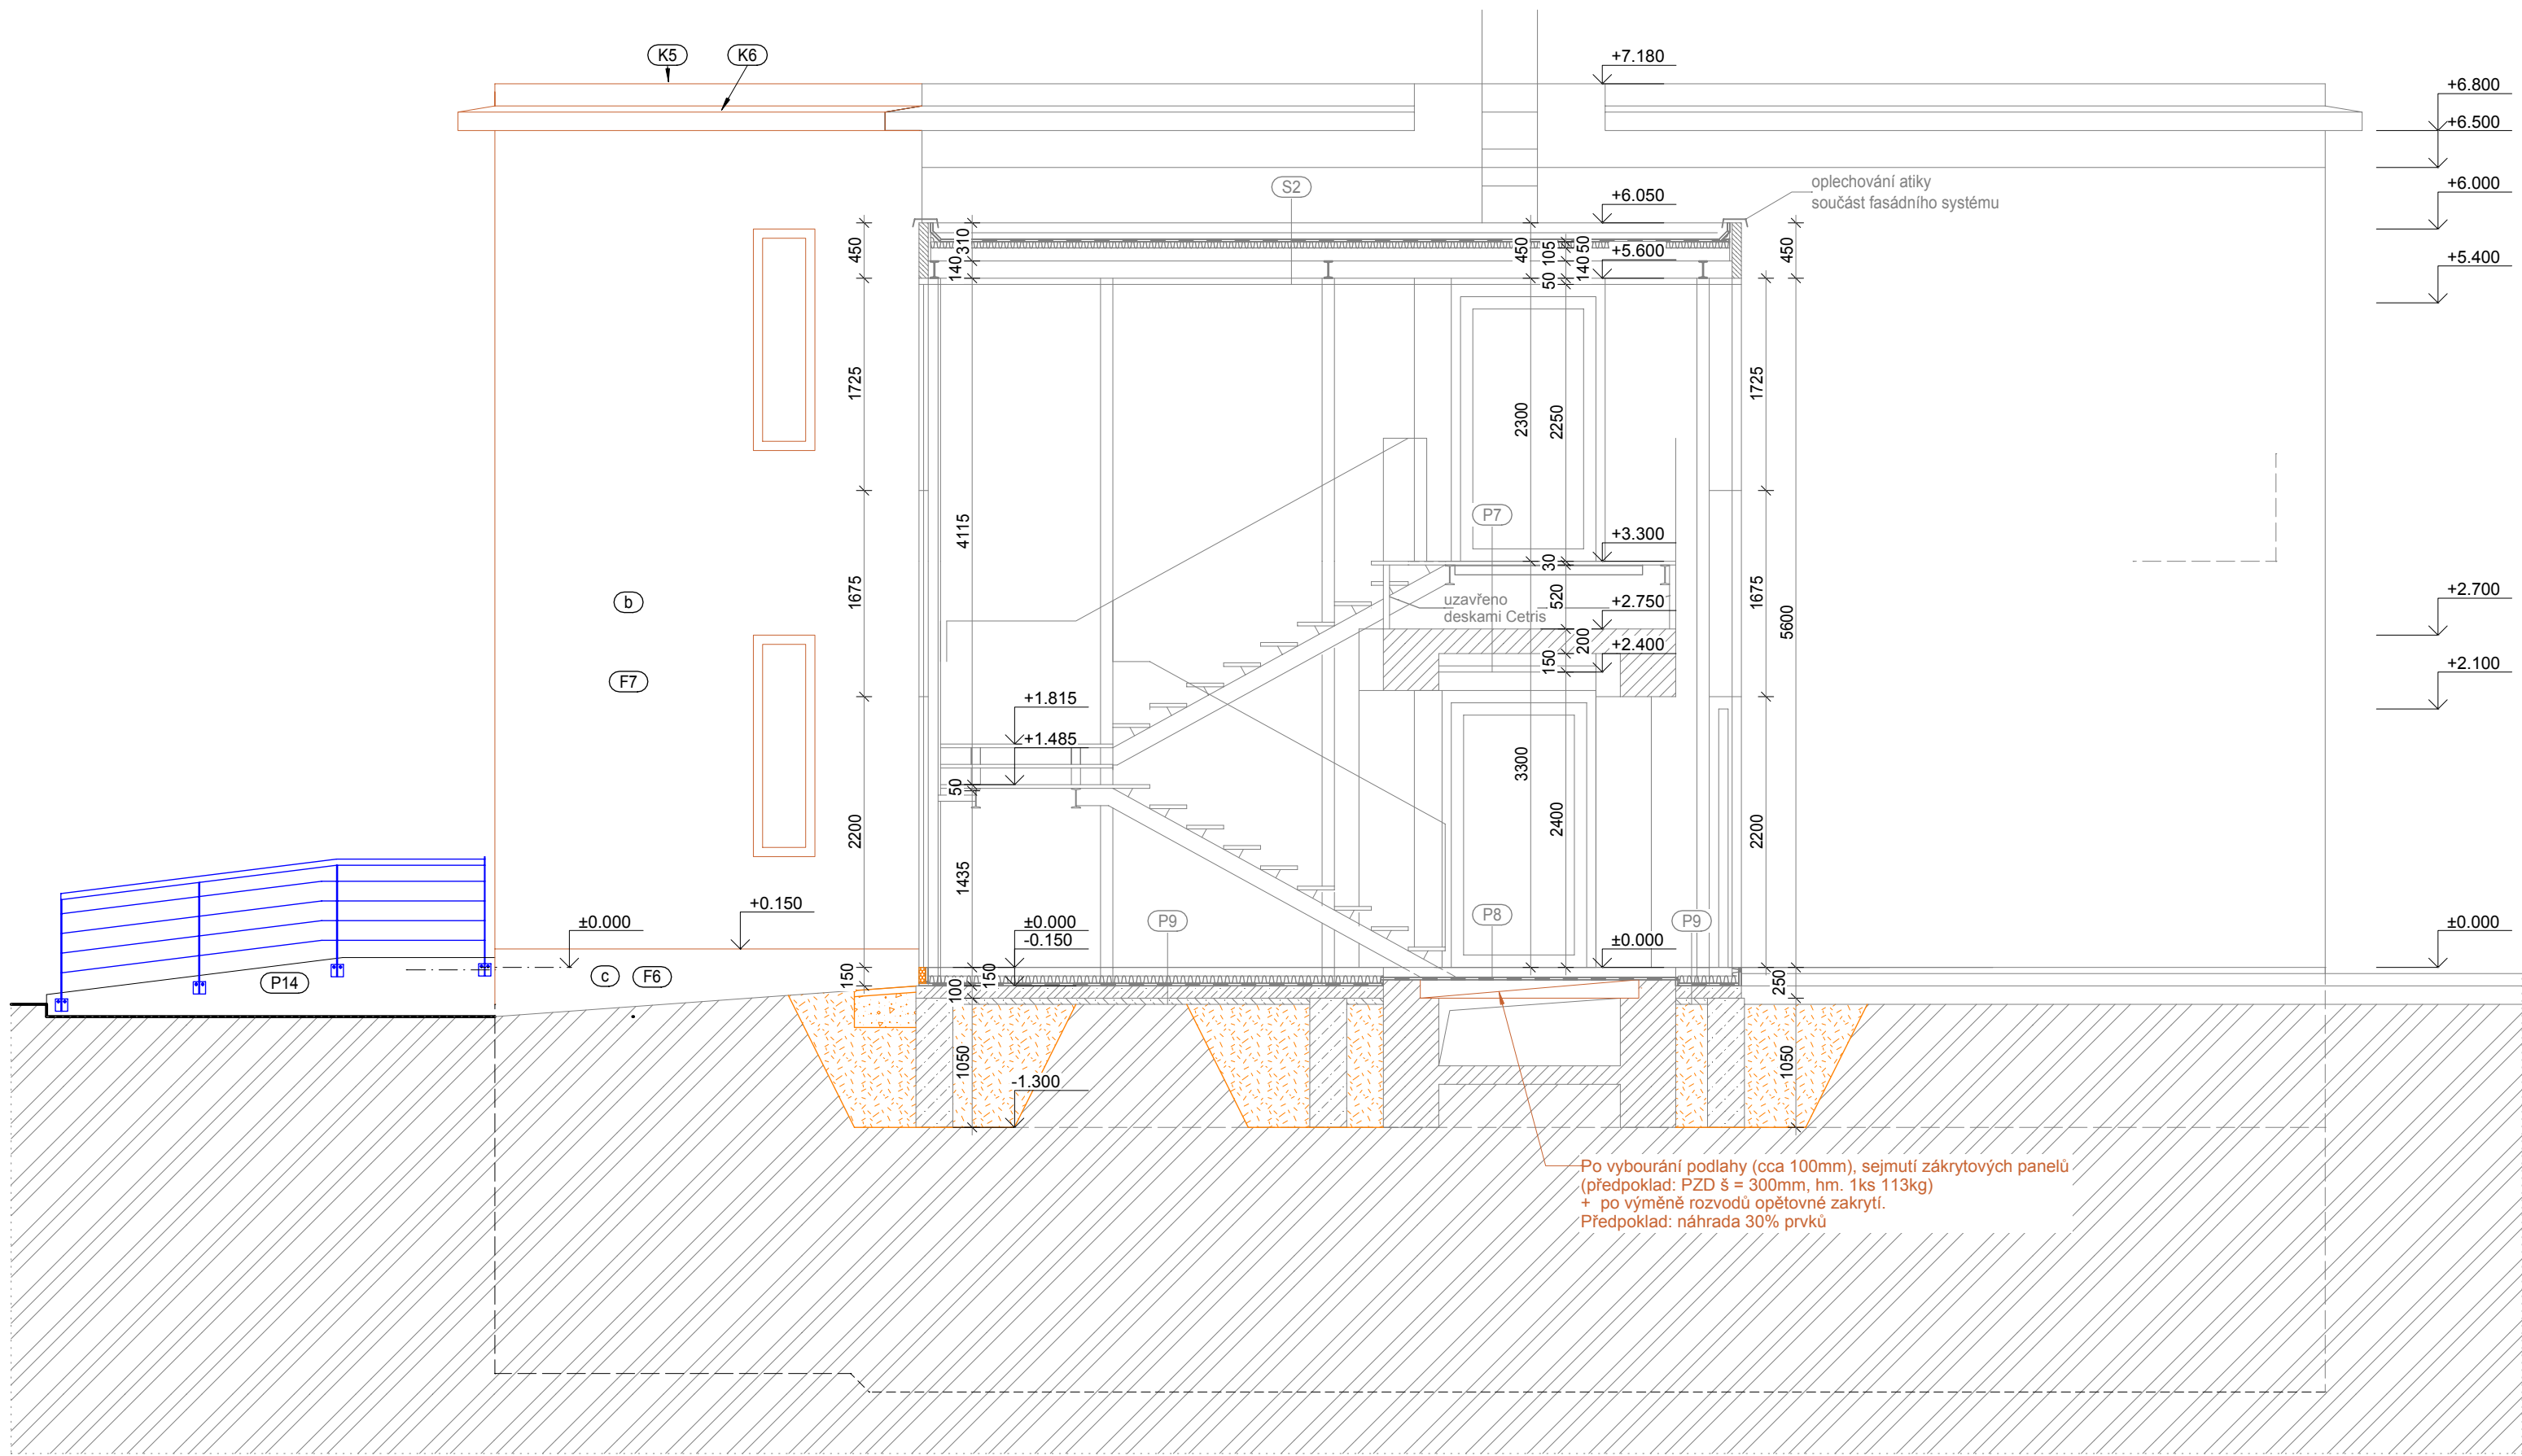 K5
K6
+7.180
+6.800
+6.500
S2
oplechování atiky
součást fasádního systému
+6.000
+6.050
450
310
140
450
105
50
140
50
+5.600
450
+5.400
1725
2300
2250
1725
P7
4115
+3.300
30
1675
b
uzavřeno
deskami Cetris
520
+2.750
200
+2.400
150
1675
5600
+2.700
F7
+2.100
+1.815
+1.485
50
3300
2400
2200
1435
2200
+0.150
±0.000
±0.000
-0.150
P9
P8
P9
±0.000
±0.000
P14
c
F6
150
100
150
250
1050
-1.300
1050
Po vybourání podlahy (cca 100mm), sejmutí zákrytových panelů
(předpoklad: PZD š = 300mm, hm. 1ks 113kg)
+ po výměně rozvodů opětovné zakrytí.
Předpoklad: náhrada 30% prvků